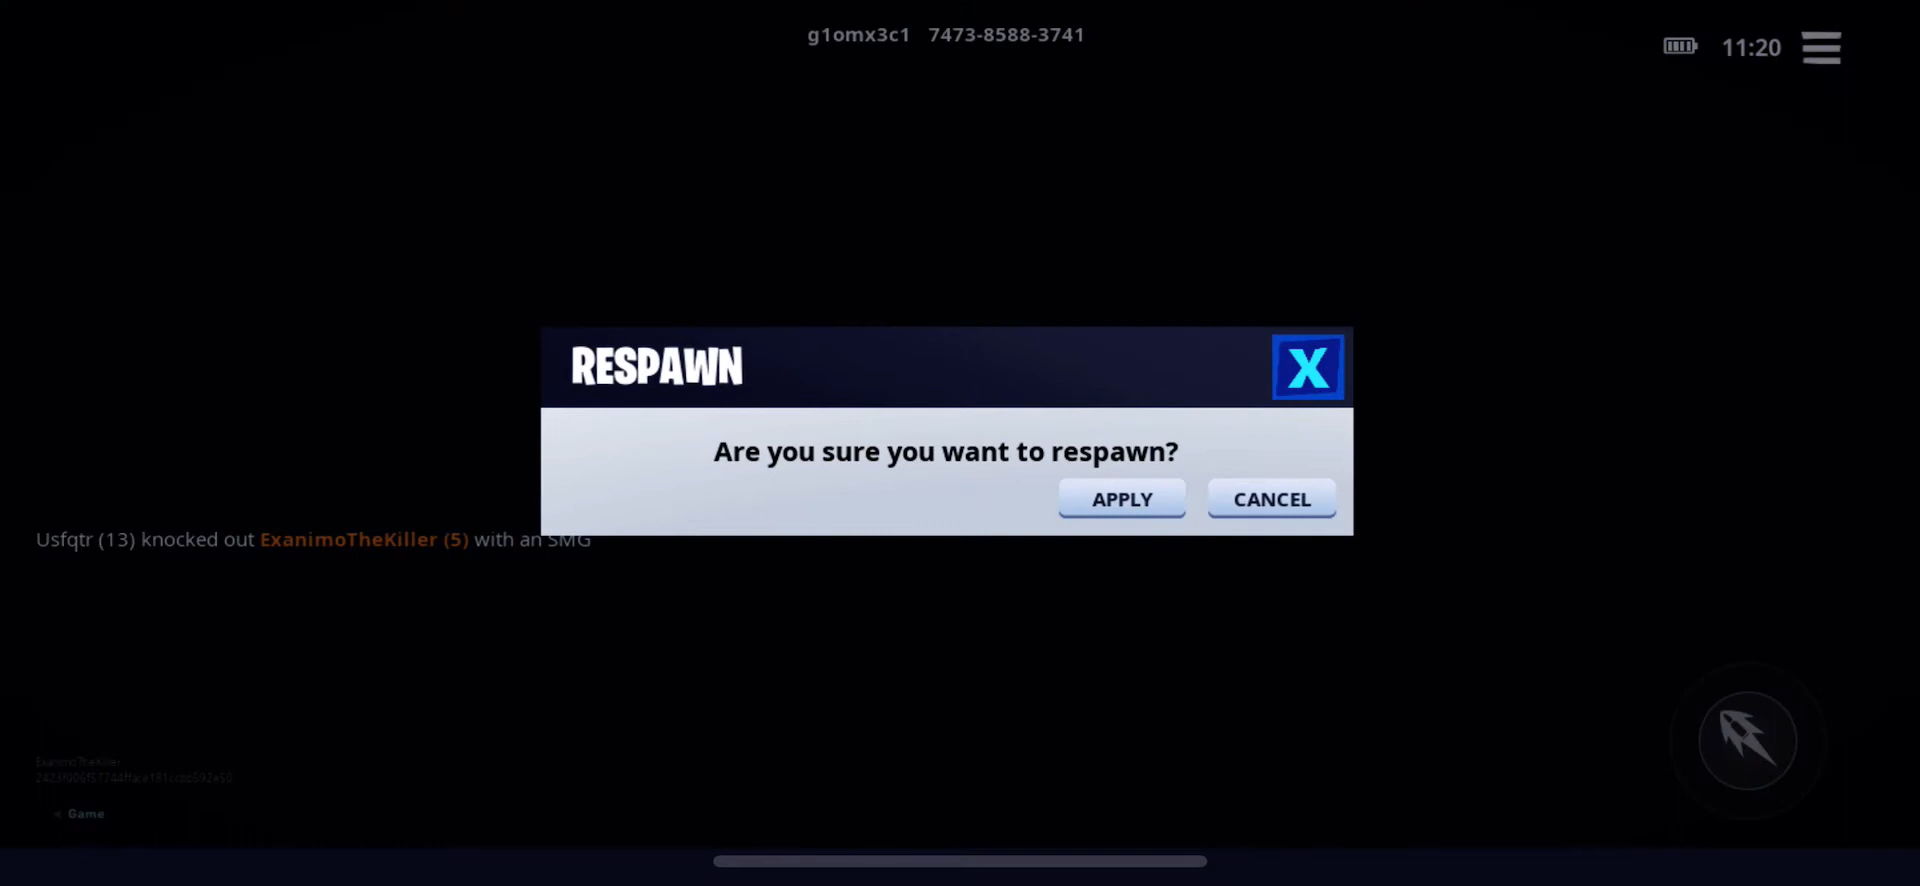 g1omx3c1 7473-8588-3741
11:20
RESPAWN
X
Are you sure you want to respawn?
APPLY CANCEL
Usfqtr (13) knocked out ExanimoTheKiller (5) with an SMG
ExanimoTheKiller
Game